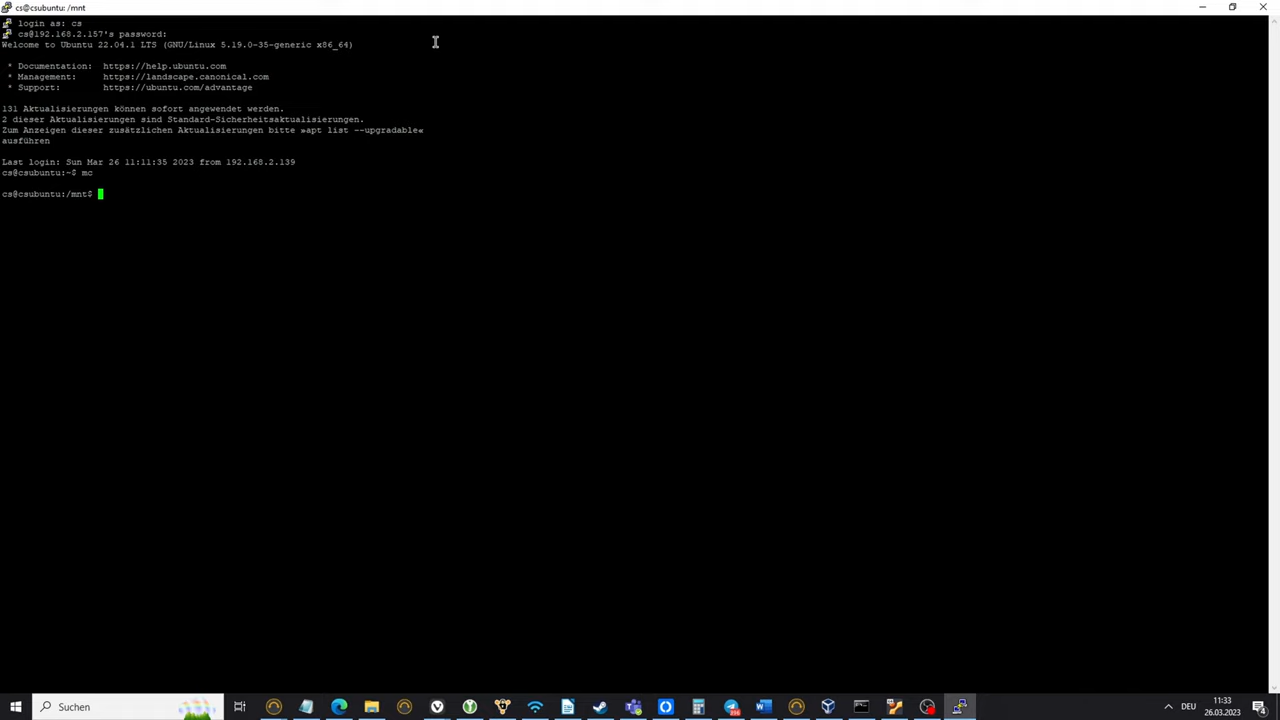 cs@csubuntu: /mnt
login as: cs
cs@192.168.2.157's password:
Welcome to Ubuntu 22.04.1 LTS (GNU/Linux 5.19.0-35-generic x86_64)
* Documentation: https://help.ubuntu.com
* Management: https://landscape.canonical.com
* Support: https://ubuntu.com/advantage
131 Aktualisierungen können sofort angewendet werden.
2 dieser Aktualisierungen sind Standard-Sicherheitsaktualisierungen.
Zum Anzeigen dieser zusätzlichen Aktualisierungen bitte »apt list --upgradable«
ausführen
Last login: Sun Mar 26 11:11:35 2023 from 192.168.2.139
cs@csubuntu:~$ mc
cs@csubuntu:/mnt$
Suchen
DEU
11:33
26.03.2023